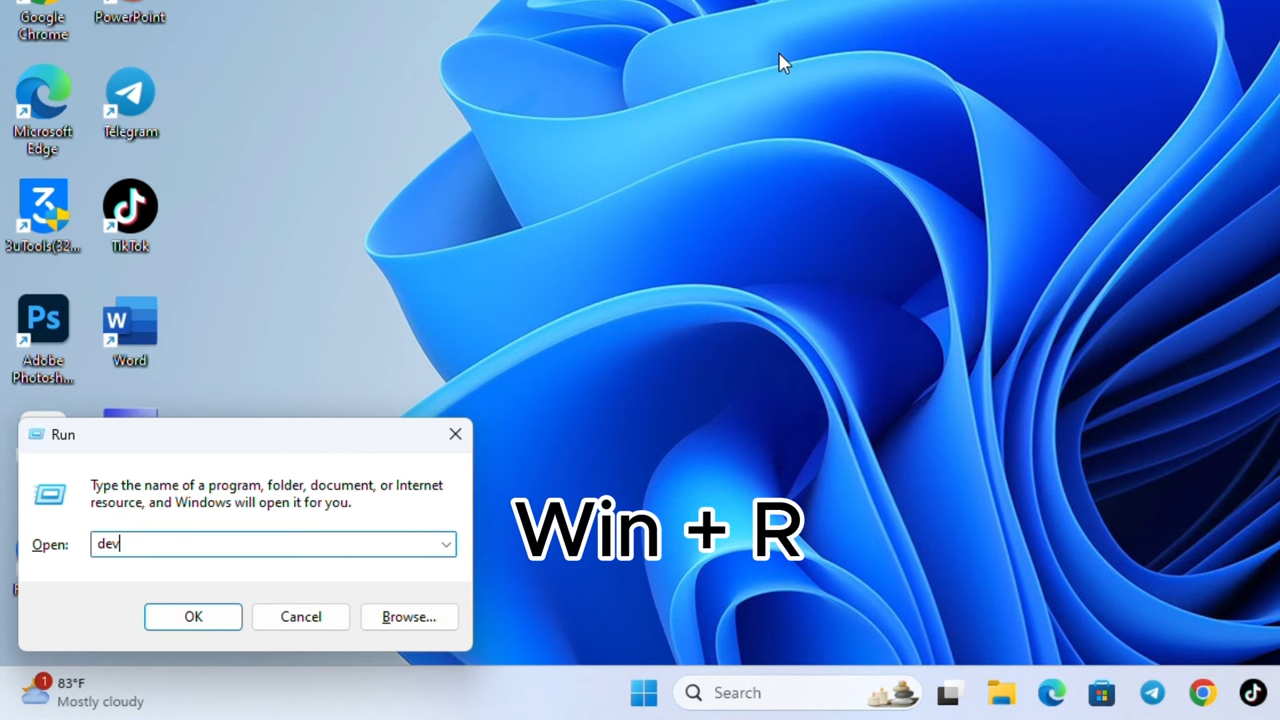 Google
Chrome
PowerPoint
Microsoft
Edge
Telegram
3uTools(32...
TikTok
Ps
Adobe
Photosh...
W
Word
Run
Type the name of a program, folder, document, or Internet
resource, and Windows will open it for you.
Open:
dev
OK
Cancel
Browse...
Win + R
1
83°F
Mostly cloudy
Search